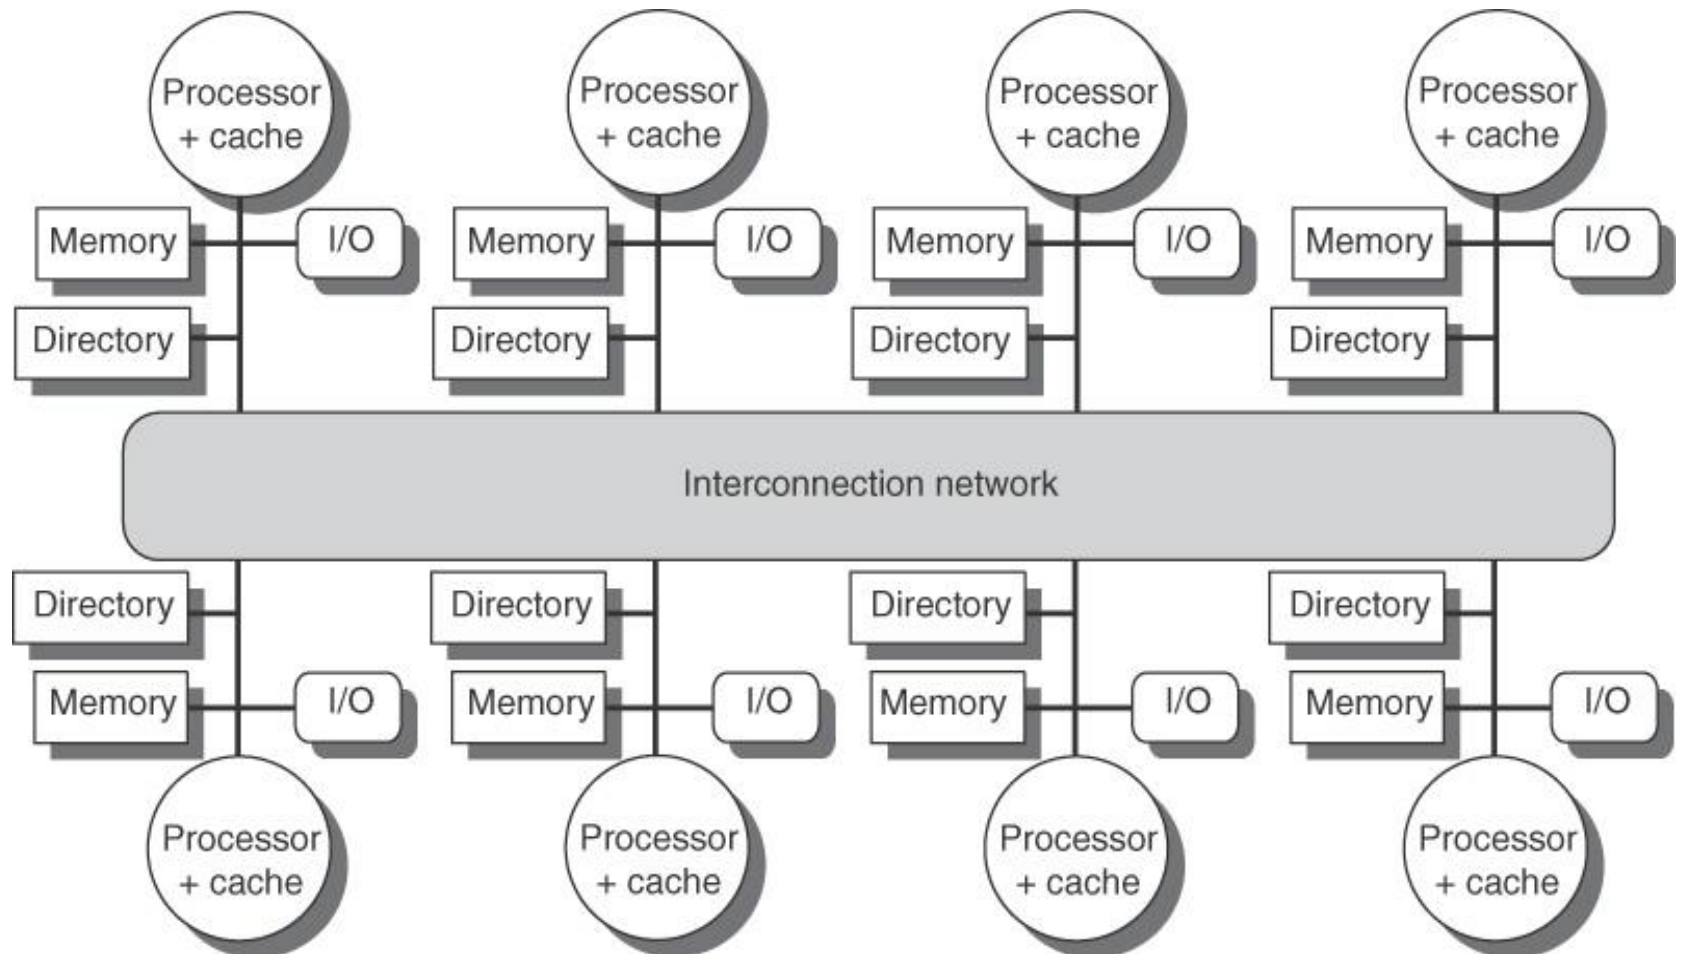 Processor
+ cache
Processor
+ cache
Processor
+ cache
Processor
+ cache
Memory
I/O
Memory
I/O
Memory
I/O
Memory
I/O
Directory
Directory
Directory
Directory
Interconnection network
Directory
Directory
Directory
Directory
Memory
I/O
Memory
I/O
Memory
I/O
Memory
I/O
Processor
+ cache
Processor
+ cache
Processor
+ cache
Processor
+ cache